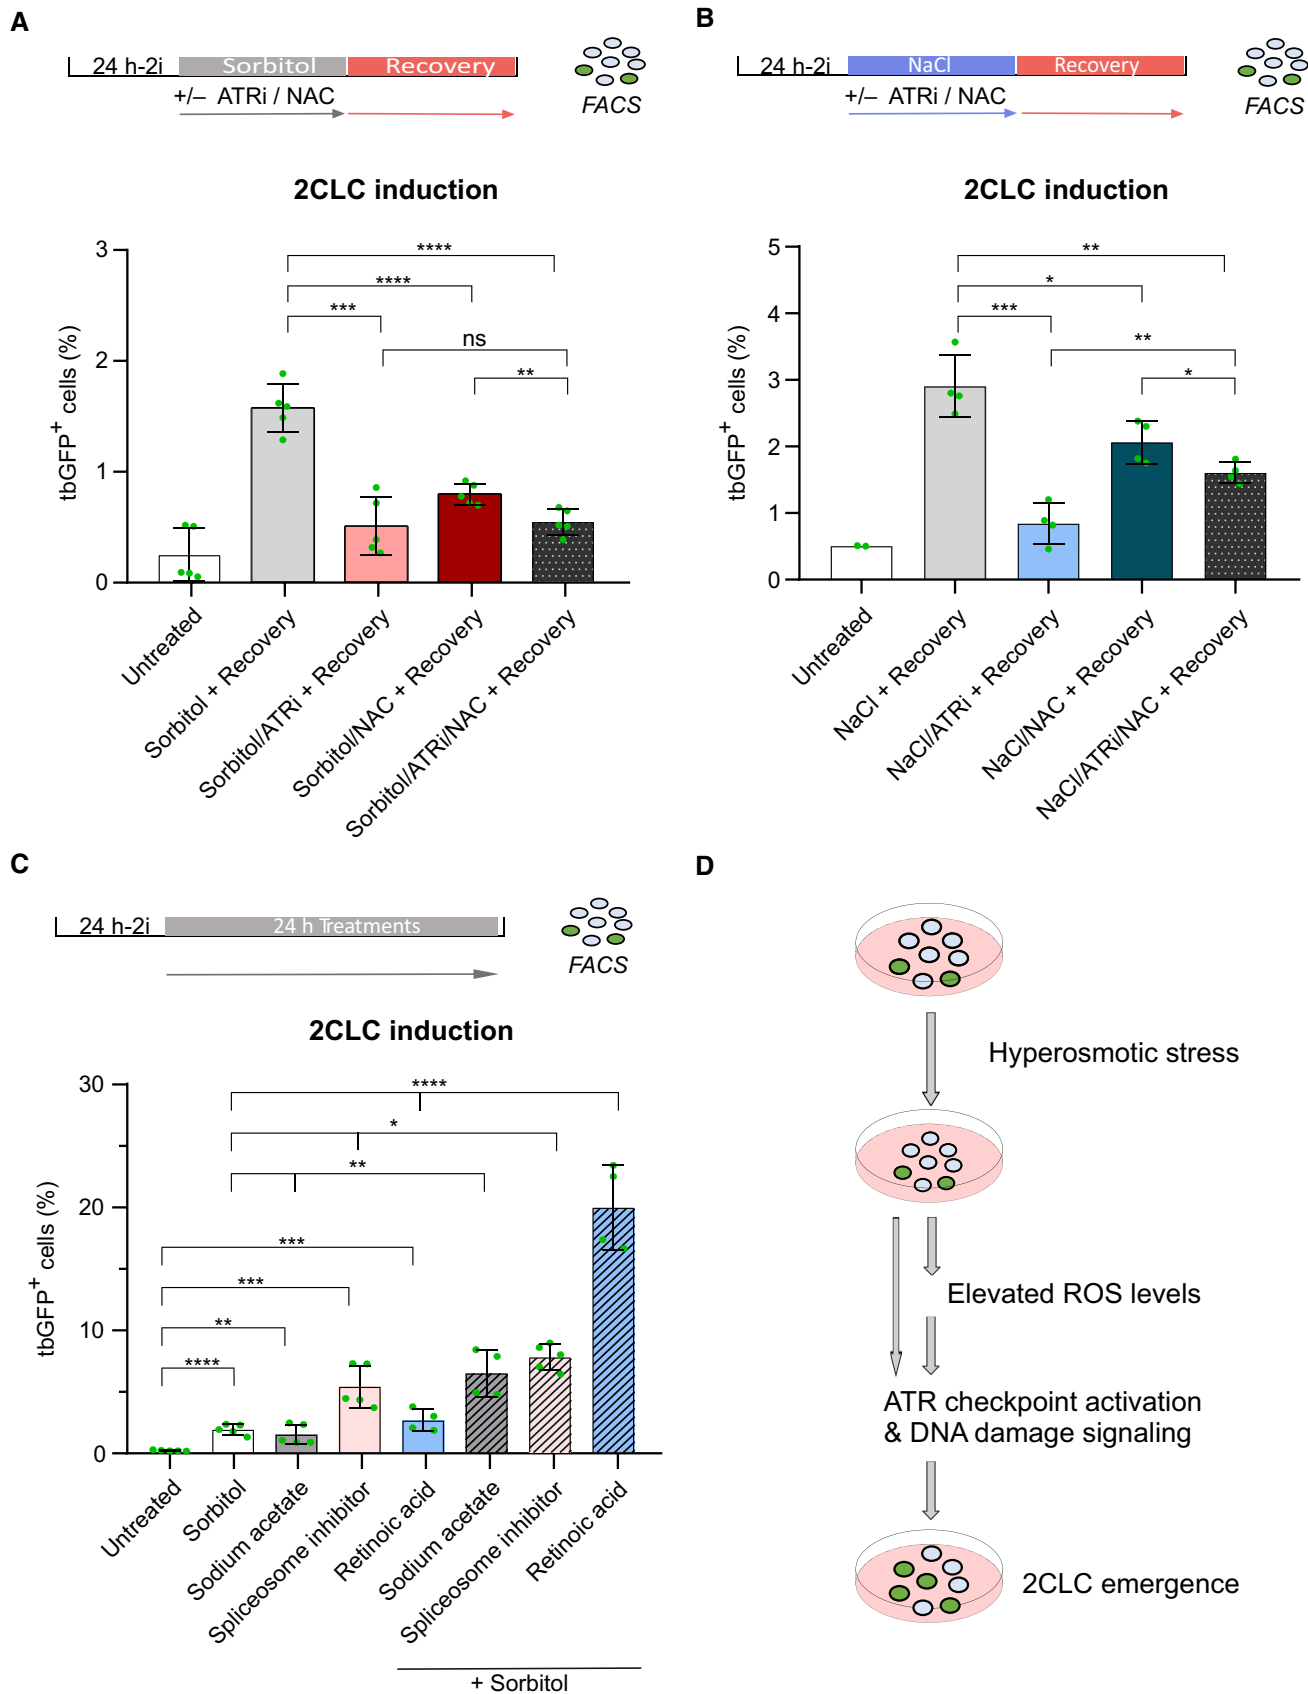 A
24 h-2i Sorbitol Recovery
+/– ATRi / NAC
FACS
2CLC induction
tbGFP+ cells (%)
3
2
1
0
****
****
***
ns
**
Untreated
Sorbitol + Recovery
Sorbitol/ATRi + Recovery
Sorbitol/NAC + Recovery
Sorbitol/ATRi/NAC + Recovery
B
24 h-2i NaCl Recovery
+/– ATRi / NAC
FACS
2CLC induction
tbGFP+ cells (%)
5
4
3
2
1
0
**
*
***
**
*
Untreated
NaCl + Recovery
NaCl/ATRi + Recovery
NaCl/NAC + Recovery
NaCl/ATRi/NAC + Recovery
C
24 h-2i 24 h Treatments
FACS
2CLC induction
tbGFP+ cells (%)
30
20
10
0
****
*
**
***
***
**
****
Untreated
Sorbitol
Sodium acetate
Spliceosome inhibitor
Retinoic acid
Sodium acetate
Spliceosome inhibitor
Retinoic acid
+ Sorbitol
D
Hyperosmotic stress
Elevated ROS levels
ATR checkpoint activation
& DNA damage signaling
2CLC emergence